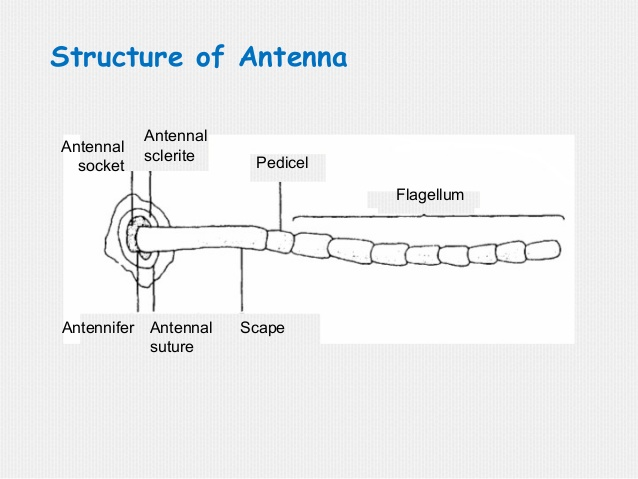 Structure of Antenna
Antennal
socket
Antennal
sclerite
Pedicel
Flagellum
Antennifer
Antennal
suture
Scape